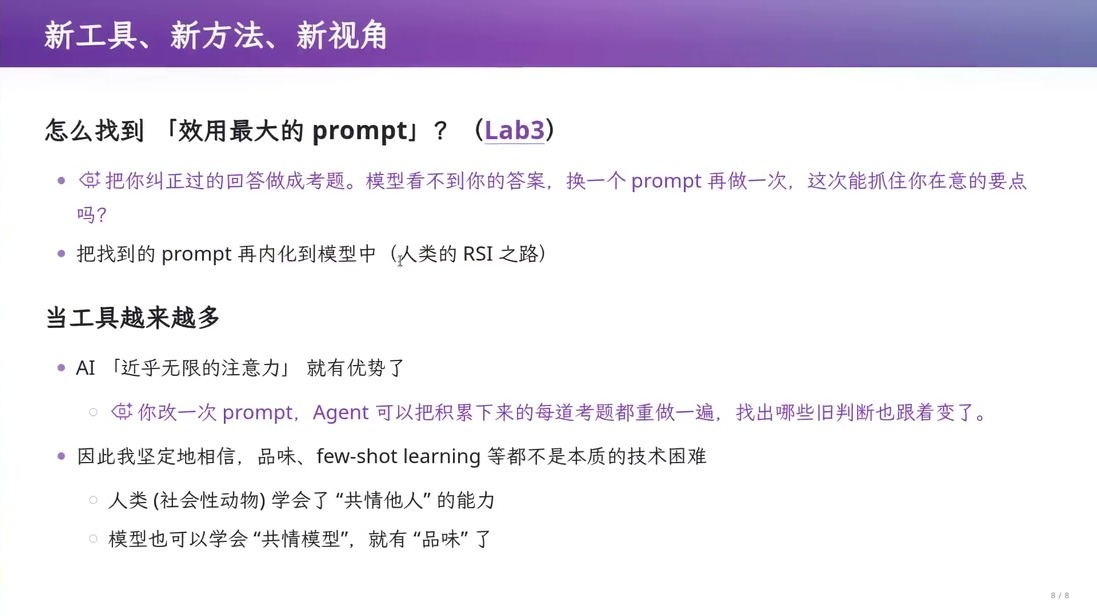 新工具、新方法、新视角
怎么找到 「效用最大的 prompt」？（Lab3）
把你纠正过的回答做成考题。模型看不到你的答案，换一个 prompt 再做一次，这次能抓住你在意的要点
吗？
把找到的 prompt 再内化到模型中（人类的 RSI 之路）
当工具越来越多
AI 「近乎无限的注意力」 就有优势了
你改一次 prompt，Agent 可以把积累下来的每道考题都重做一遍，找出哪些旧判断也跟着变了。
因此我坚定地相信，品味、few-shot learning 等都不是本质的技术困难
人类 (社会性动物) 学会了 “共情他人” 的能力
模型也可以学会 “共情模型”，就有 “品味” 了
8 / 8